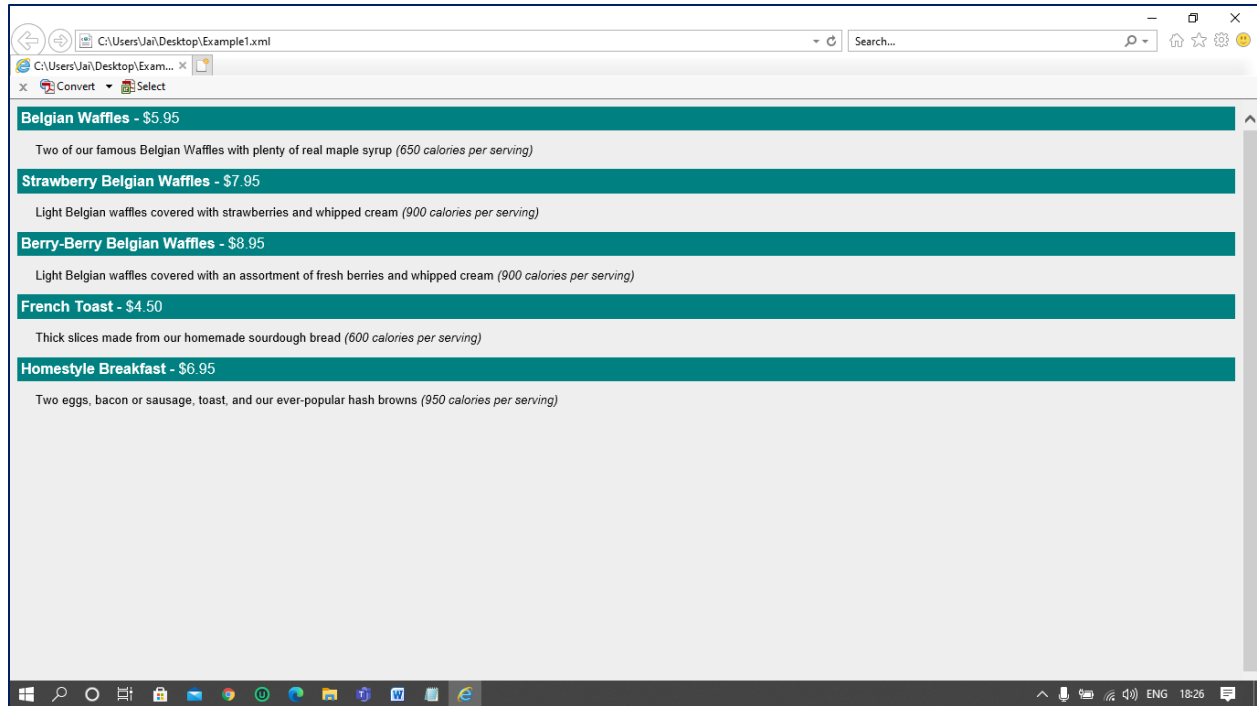 C:\Users\Jai\Desktop\Example1.xml
Search...
C:\Users\Jai\Desktop\Exam...
x Convert Select
Belgian Waffles - $5.95
Two of our famous Belgian Waffles with plenty of real maple syrup (650 calories per serving)
Strawberry Belgian Waffles - $7.95
Light Belgian waffles covered with strawberries and whipped cream (900 calories per serving)
Berry-Berry Belgian Waffles - $8.95
Light Belgian waffles covered with an assortment of fresh berries and whipped cream (900 calories per serving)
French Toast - $4.50
Thick slices made from our homemade sourdough bread (600 calories per serving)
Homestyle Breakfast - $6.95
Two eggs, bacon or sausage, toast, and our ever-popular hash browns (950 calories per serving)
ENG 18:26